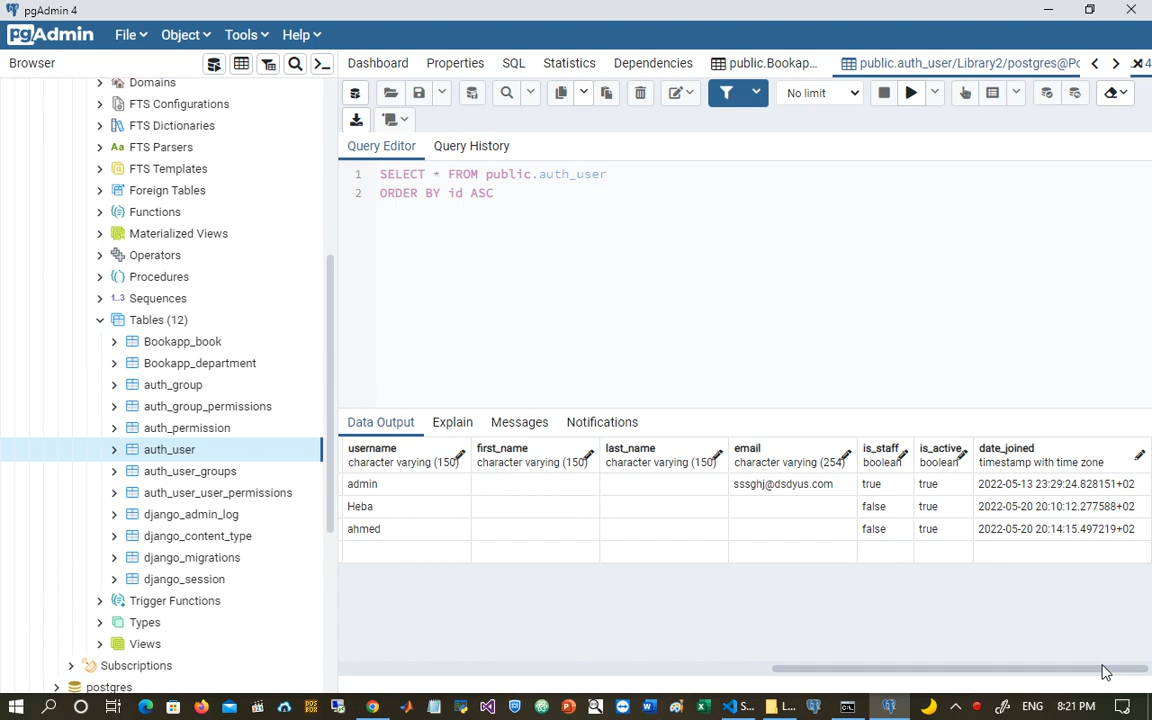 pgAdmin 4
pgAdmin File Object Tools Help
Browser
Dashboard Properties SQL Statistics Dependencies public.Bookap... public.auth_user/Library2/postgres@Pc
No limit
Domains
FTS Configurations
FTS Dictionaries
Aa FTS Parsers
FTS Templates
Foreign Tables
Functions
Materialized Views
Operators
Procedures
1..3 Sequences
Tables (12)
Bookapp_book
Bookapp_department
auth_group
auth_group_permissions
auth_permission
auth_user
auth_user_groups
auth_user_user_permissions
django_admin_log
django_content_type
django_migrations
django_session
Trigger Functions
Types
Views
Subscriptions
postgres
Query Editor Query History
1 SELECT * FROM public.auth_user
2 ORDER BY id ASC
Data Output Explain Messages Notifications
username first_name last_name email is_staff is_active date_joined
character varying (150) character varying (150) character varying (150) character varying (254) boolean boolean timestamp with time zone
admin sssghj@dsdyus.com true true 2022-05-13 23:29:24.828151+02
Heba false true 2022-05-20 20:10:12.277588+02
ahmed false true 2022-05-20 20:14:15.497219+02
S... L... ENG 8:21 PM